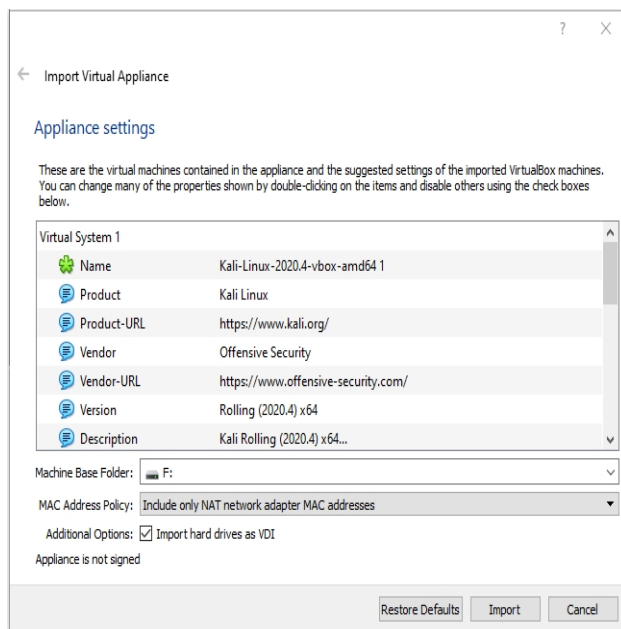 ?
Import Virtual Appliance
Appliance settings
These are the virtual machines contained in the appliance and the suggested settings of the imported VirtualBox machines.
You can change many of the properties shown by double-clicking on the items and disable others using the check boxes
below.
Virtual System 1
Name Kali-Linux-2020.4-vbox-amd64 1
Product Kali Linux
Product-URL https://www.kali.org/
Vendor Offensive Security
Vendor-URL https://www.offensive-security.com/
Version Rolling (2020.4) x64
Description Kali Rolling (2020.4) x64...
Machine Base Folder: F:
MAC Address Policy: Include only NAT network adapter MAC addresses
Additional Options: Import hard drives as VDI
Appliance is not signed
Restore Defaults Import Cancel